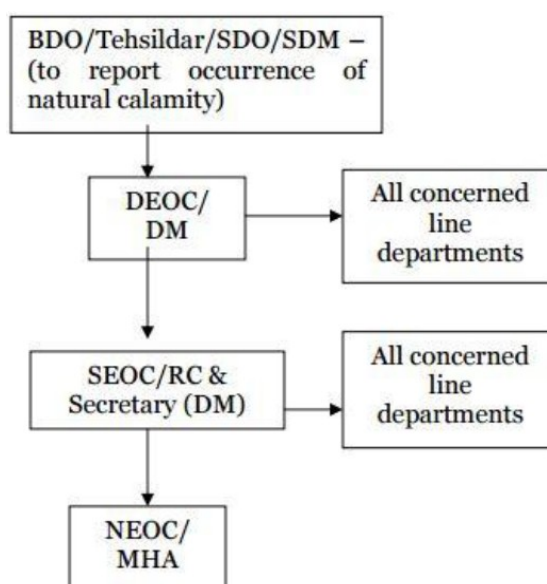 BDO/Tehsildar/SDO/SDM –
(to report occurrence of
natural calamity)
DEOC/
DM
All concerned
line
departments
SEOC/RC &
Secretary (DM)
All concerned
line
departments
NEOC/
MHA